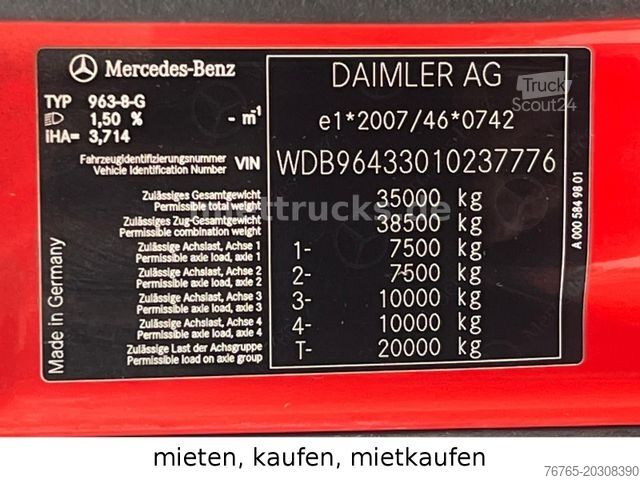 Mercedes-Benz
DAIMLER AG
Truck
Scout24
TYP 963-8-G
1,50 % - m⁻¹
iHA= 3,714
e1*2007/46*0742
Fahrzeugidentifizierungsnummer
Vehicle Identification Number
VIN WDB96433010237776
Zulässiges Gesamtgewicht
Permissible total weight
35000 kg
Zulässiges Zug-Gesamtgewicht
Permissible combination weight
38500 kg
Zulässige Achslast, Achse 1
Permissible axle load, axle 1
1- 7500 kg
Zulässige Achslast, Achse 2
Permissible axle load, axle 2
2- 7500 kg
Zulässige Achslast, Achse 3
Permissible axle load, axle 3
3- 10000 kg
Zulässige Achslast, Achse 4
Permissible axle load, axle 4
4- 10000 kg
Zulässige Last der Achsgruppe
Permissible load on axle group
T- 20000 kg
Made in Germany
A 000 584 98 01
mieten, kaufen, mietkaufen
76765-20308390